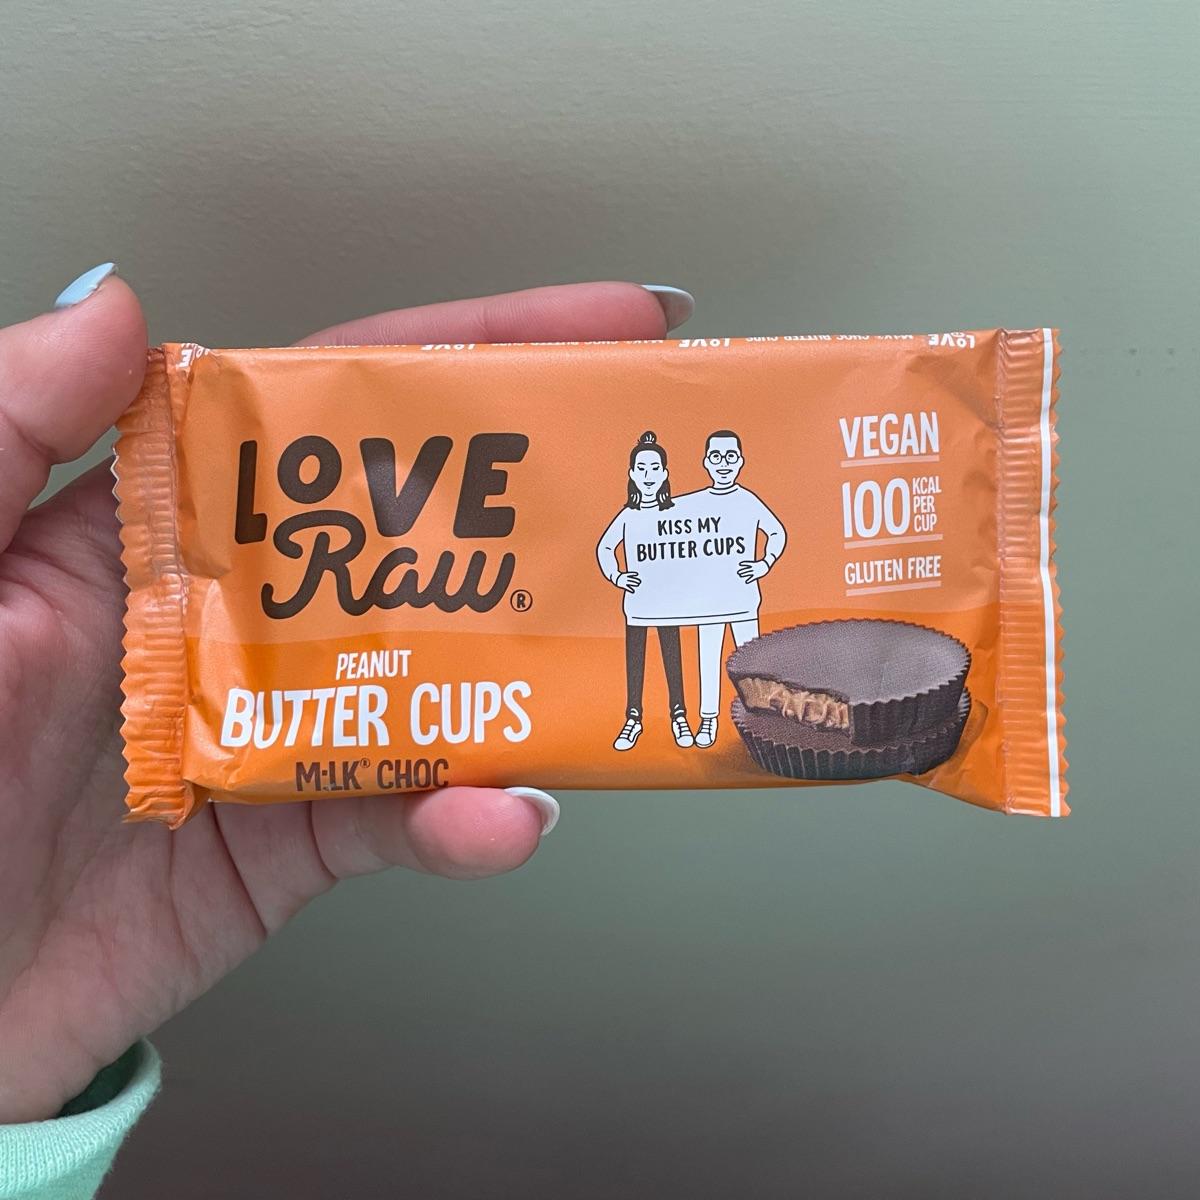 LOVE
Raw®
PEANUT
BUTTER CUPS
M:LK® CHOC
KISS MY
BUTTER CUPS
VEGAN
100 KCAL
PER
CUP
GLUTEN FREE